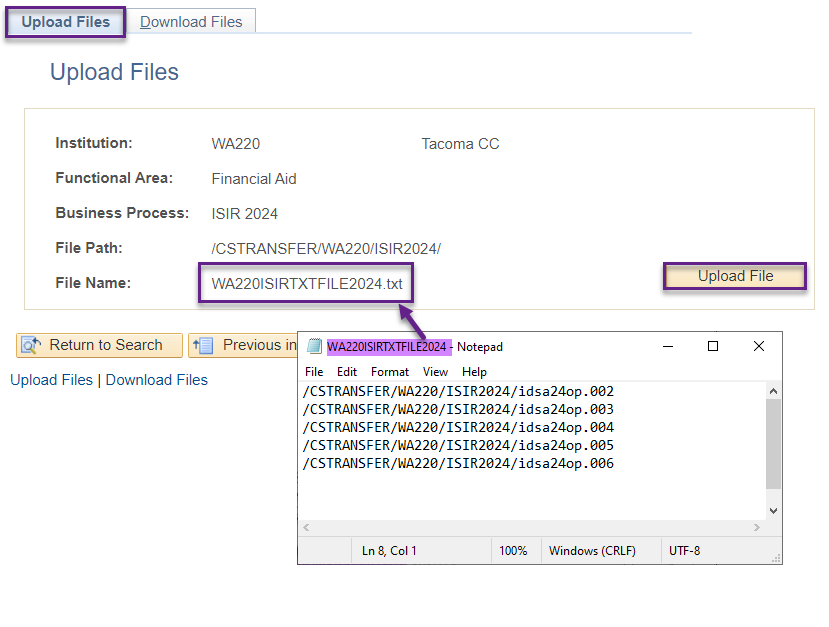 Upload Files
Download Files
Upload Files
Institution: WA220 Tacoma CC
Functional Area: Financial Aid
Business Process: ISIR 2024
File Path: /CSTRANSFER/WA220/ISIR2024/
File Name: WA220ISIRTXTFILE2024.txt
Upload File
Return to Search
Previous in
Upload Files | Download Files
WA220ISIRTXTFILE2024 - Notepad
File Edit Format View Help
/CSTRANSFER/WA220/ISIR2024/idsa24op.002
/CSTRANSFER/WA220/ISIR2024/idsa24op.003
/CSTRANSFER/WA220/ISIR2024/idsa24op.004
/CSTRANSFER/WA220/ISIR2024/idsa24op.005
/CSTRANSFER/WA220/ISIR2024/idsa24op.006
Ln 8, Col 1 100% Windows (CRLF) UTF-8